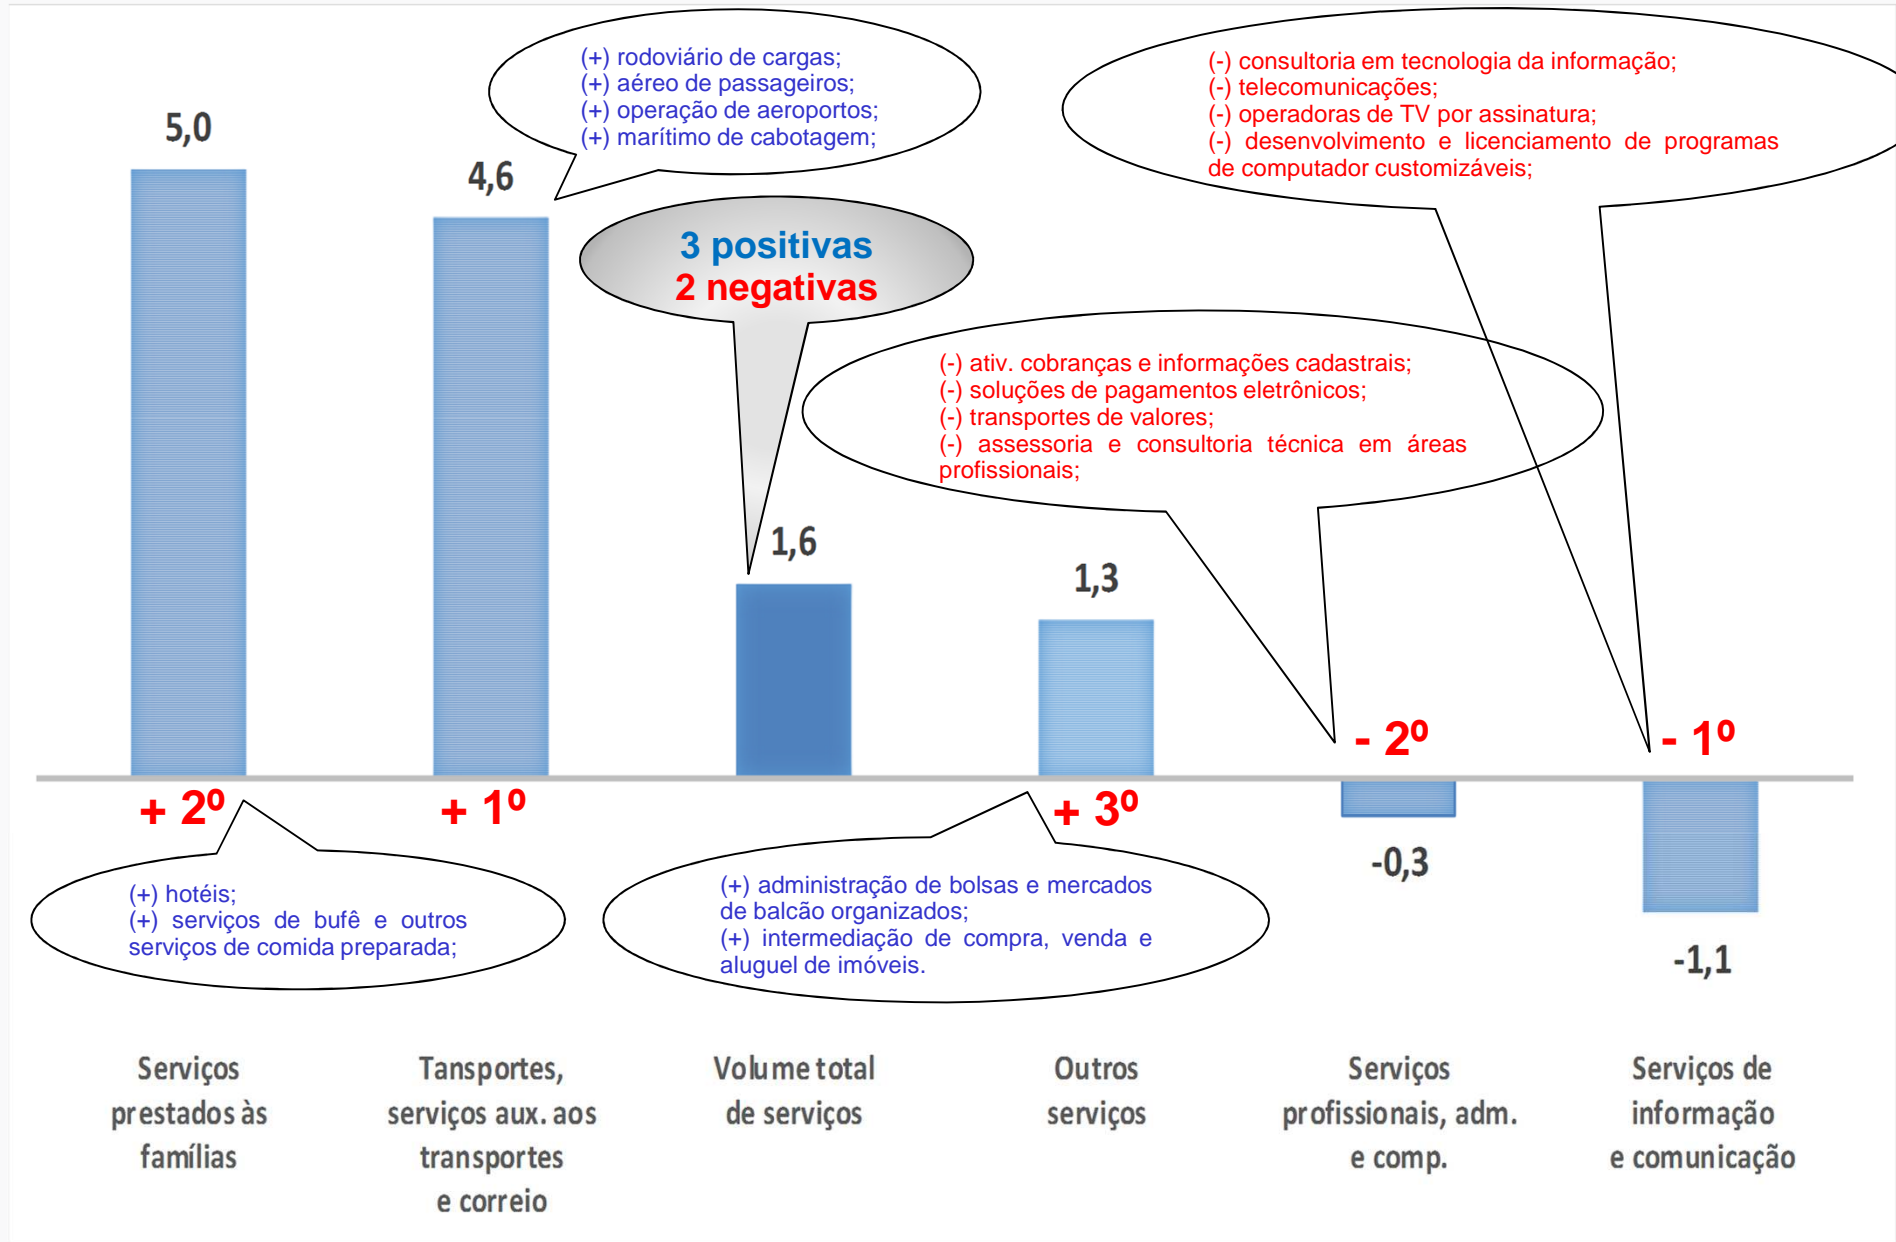 (+) rodoviário de cargas;
(+) aéreo de passageiros;
(+) operação de aeroportos;
(+) marítimo de cabotagem;
(-) consultoria em tecnologia da informação;
(-) telecomunicações;
(-) operadoras de TV por assinatura;
(-) desenvolvimento e licenciamento de programas
de computador customizáveis;
5,0
4,6
3 positivas
2 negativas
(-) ativ. cobranças e informações cadastrais;
(-) soluções de pagamentos eletrônicos;
(-) transportes de valores;
(-) assessoria e consultoria técnica em áreas
profissionais;
1,6
1,3
- 2º
- 1º
+ 2º
+ 1º
+ 3º
-0,3
-1,1
(+) hotéis;
(+) serviços de bufê e outros
serviços de comida preparada;
(+) administração de bolsas e mercados
de balcão organizados;
(+) intermediação de compra, venda e
aluguel de imóveis.
Serviços
prestados às
famílias
Tansportes,
serviços aux. aos
transportes
e correio
Volume total
de serviços
Outros
serviços
Serviços
profissionais, adm.
e comp.
Serviços de
informação
e comunicação